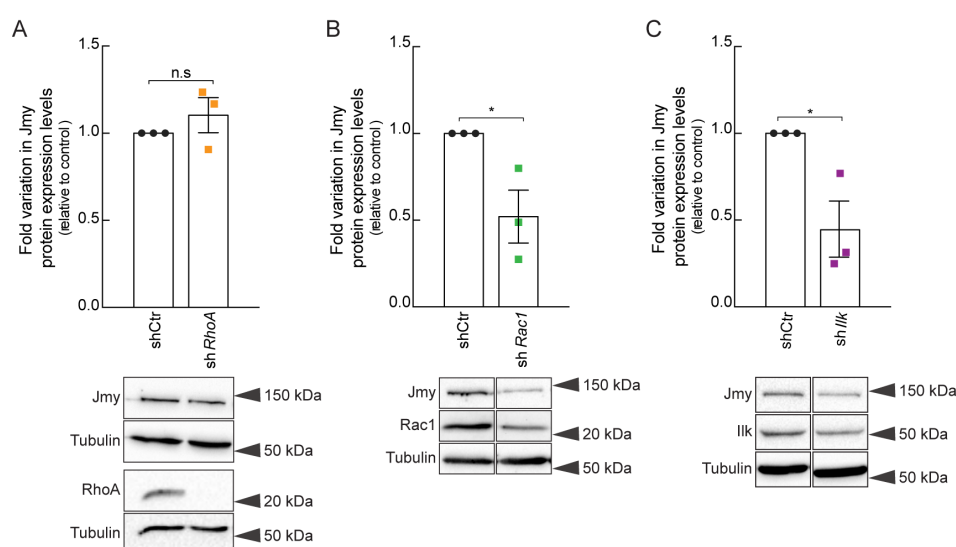 A
Fold variation in Jmy
protein expression levels
(relative to control)
1.5
1.0
0.5
0.0
n.s
shCtr
sh RhoA
Jmy
150 kDa
Tubulin
50 kDa
RhoA
20 kDa
Tubulin
50 kDa
B
Fold variation in Jmy
protein expression levels
(relative to control)
1.5
1.0
0.5
0.0
*
shCtr
sh Rac1
Jmy
150 kDa
Rac1
20 kDa
Tubulin
50 kDa
C
Fold variation in Jmy
protein expression levels
(relative to control)
1.5
1.0
0.5
0.0
*
shCtr
sh Ilk
Jmy
150 kDa
Ilk
50 kDa
Tubulin
50 kDa